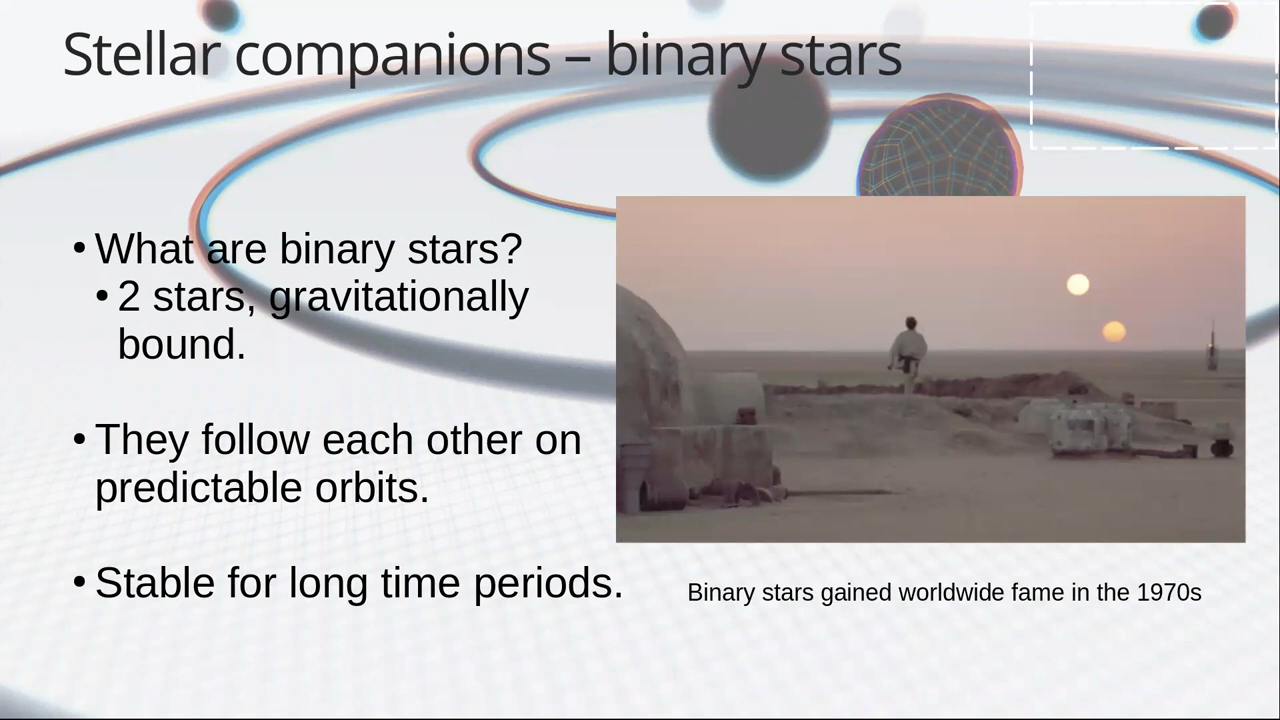 Stellar companions – binary stars
• What are binary stars?
• 2 stars, gravitationally
bound.
• They follow each other on
predictable orbits.
• Stable for long time periods.
Binary stars gained worldwide fame in the 1970s